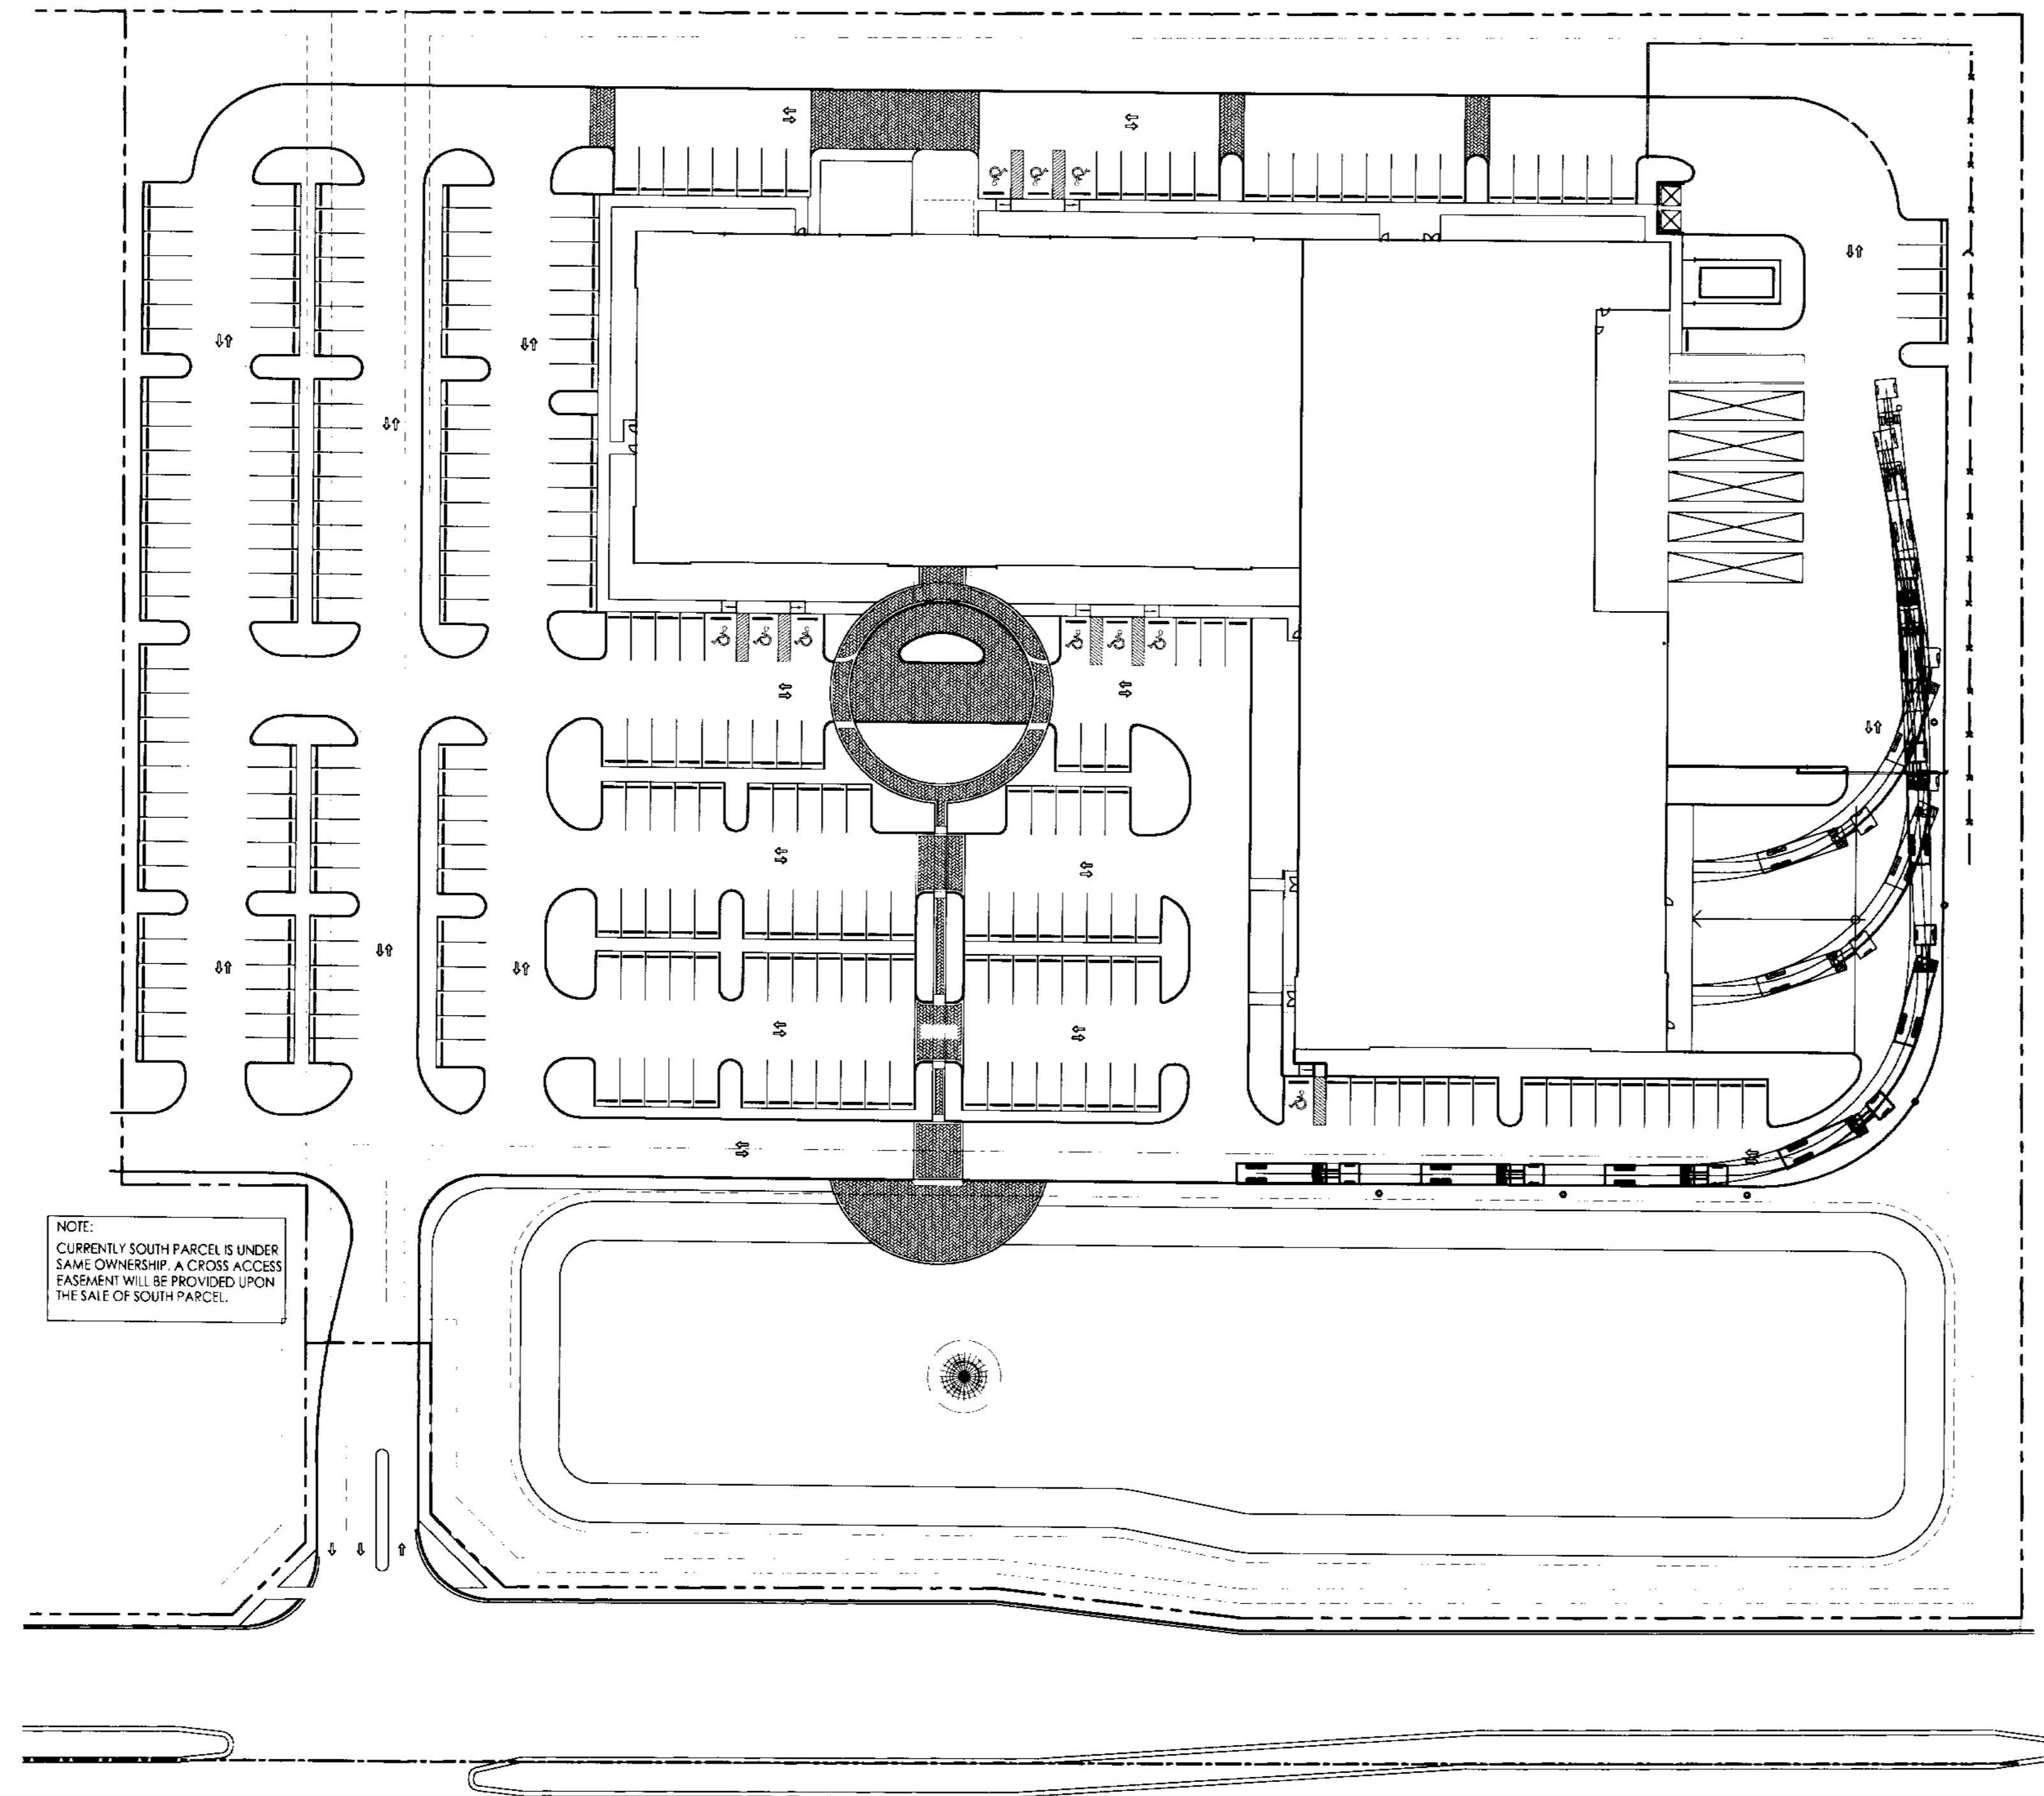 NOTE:
CURRENTLY SOUTH PARCEL IS UNDER
SAME OWNERSHIP. A CROSS ACCESS
EASEMENT WILL BE PROVIDED UPON
THE SALE OF SOUTH PARCEL.